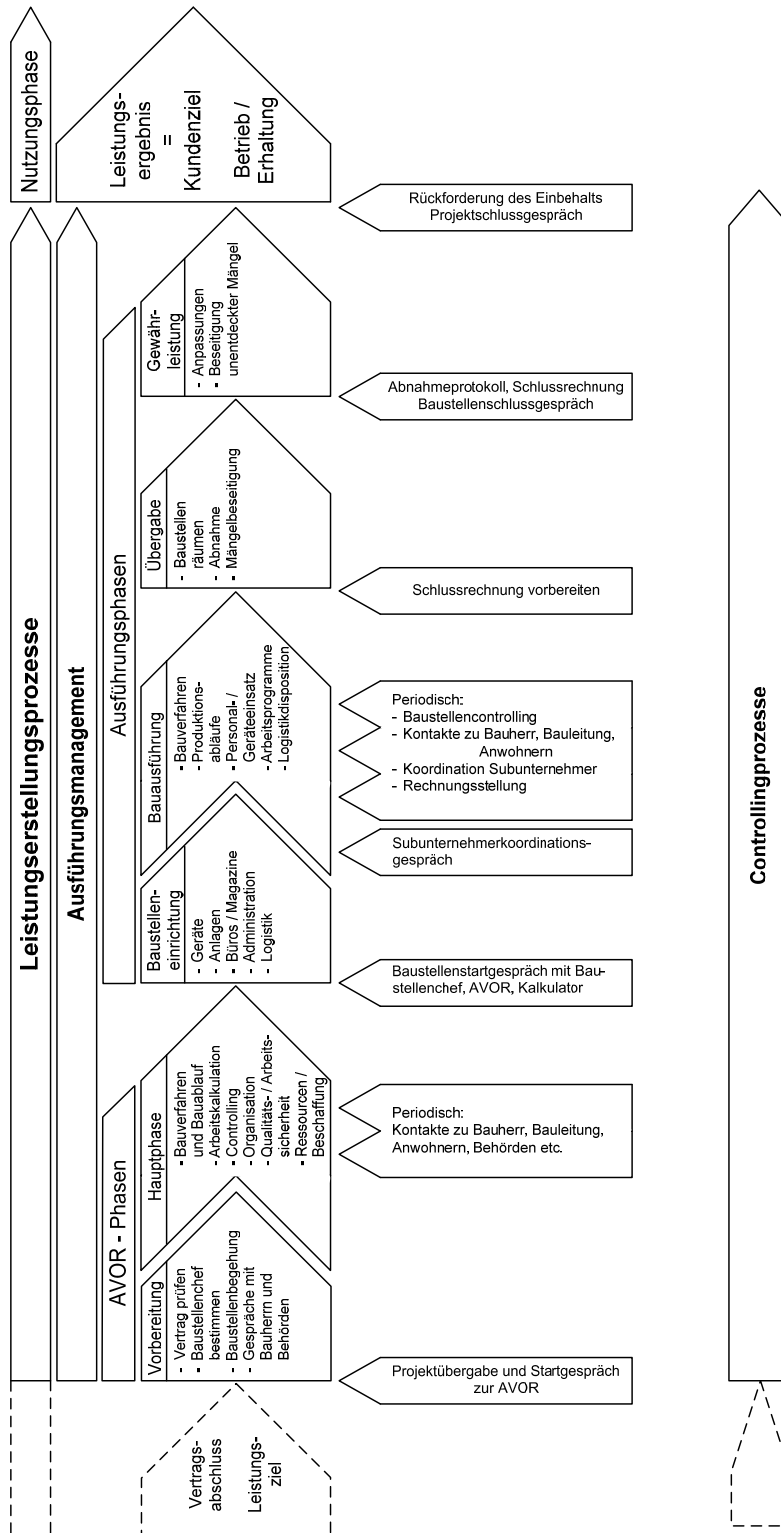 Leistungserstellungsprozesse
Nutzungsphase
Ausführungsmanagement
AVOR - Phasen
Ausführungsphasen
Vertrags-
abschluss
Leistungs-
ziel
Vorbereitung
- Vertrag prüfen
- Baustellenchef
bestimmen
- Baustellenbegehung
- Gespräche mit
Bauherrn und
Behörden
Hauptphase
- Bauverfahren
und Bauablauf
- Arbeitskalkulation
- Controlling
- Organisation
- Qualitäts- / Arbeits-
sicherheit
- Ressourcen /
Beschaffung
Baustellen-
einrichtung
- Geräte
- Anlagen
- Büros / Magazine
- Administration
- Logistik
Bauausführung
- Bauverfahren
- Produktions-
abläufe
- Personal- /
Geräteeinsatz
- Arbeitsprogramme
- Logistikdisposition
Übergabe
- Baustellen
räumen
- Abnahme
- Mängelbeseitigung
Gewähr-
leistung
- Anpassungen
- Beseitigung
unentdeckter Mängel
Leistungs-
ergebnis
=
Kundenziel
Betrieb /
Erhaltung
Projektübergabe und Startgespräch
zur AVOR
Periodisch:
Kontakte zu Bauherr, Bauleitung,
Anwohnern, Behörden etc.
Baustellenstartgespräch mit Bau-
stellenchef, AVOR, Kalkulator
Subunternehmerkoordinations-
gespräch
Periodisch:
- Baustellencontrolling
- Kontakte zu Bauherr, Bauleitung,
Anwohnern
- Koordination Subunternehmer
- Rechnungsstellung
Schlussrechnung vorbereiten
Abnahmeprotokoll, Schlussrechnung
Baustellenschlussgespräch
Rückforderung des Einbehalts
Projektschlussgespräch
Controllingprozesse